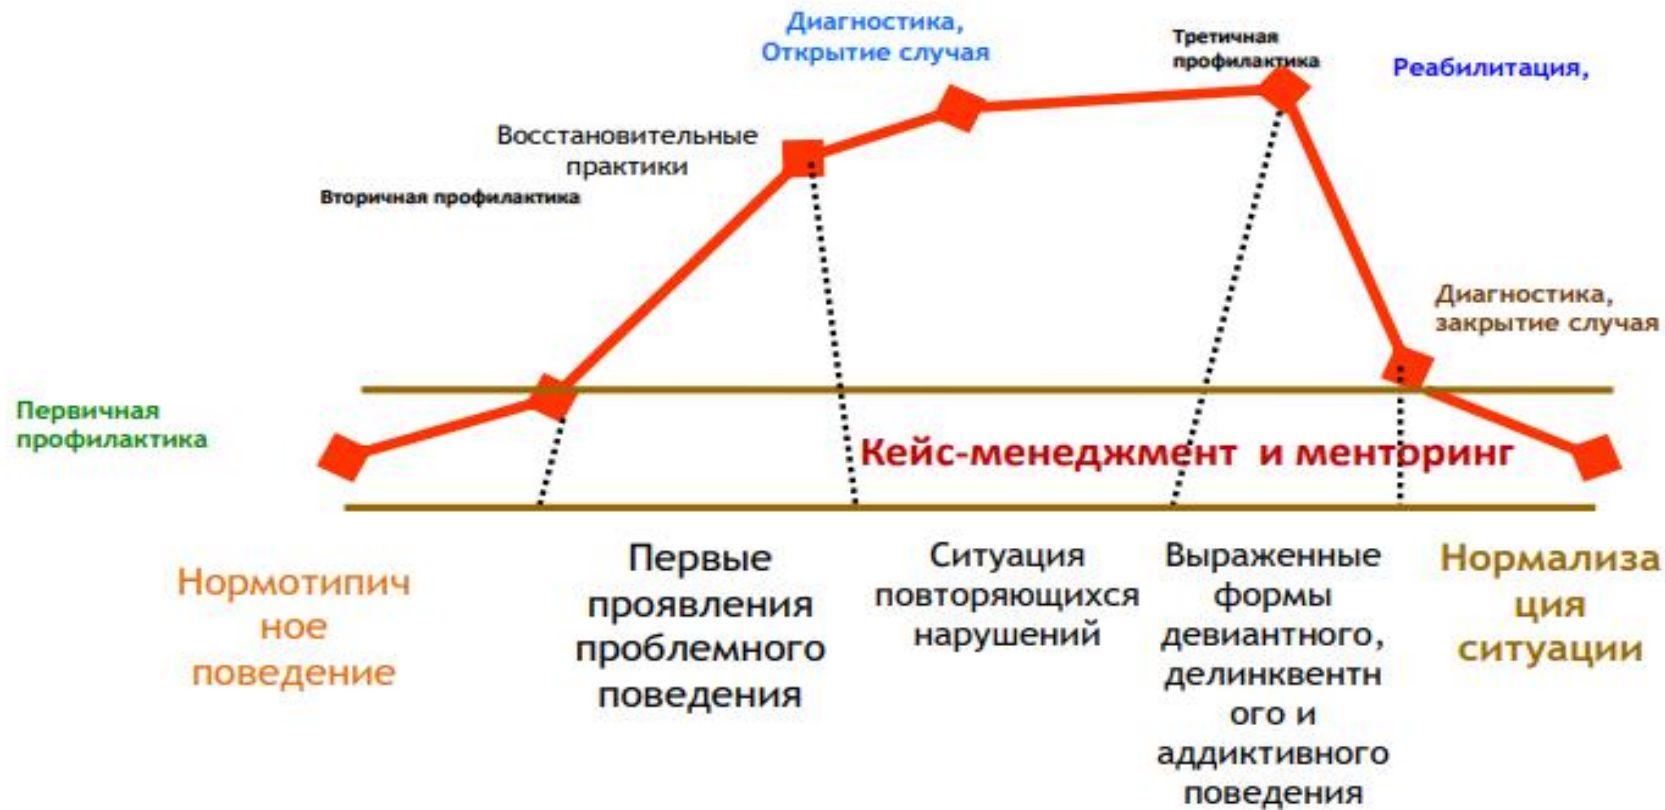 Диагностика,
Открытие случая
Третичная
профилактика
Реабилитация,
Восстановительные
практики
Вторичная профилактика
Диагностика,
закрытие случая
Первичная
профилактика
Кейс-менеджмент и менторинг
Нормотипич
ное
поведение
Первые
проявления
проблемного
поведения
Ситуация
повторяющихся
нарушений
Выраженные
формы
девиантного,
делинквентн
ого и
аддиктивного
поведения
Нормализа
ция
ситуации